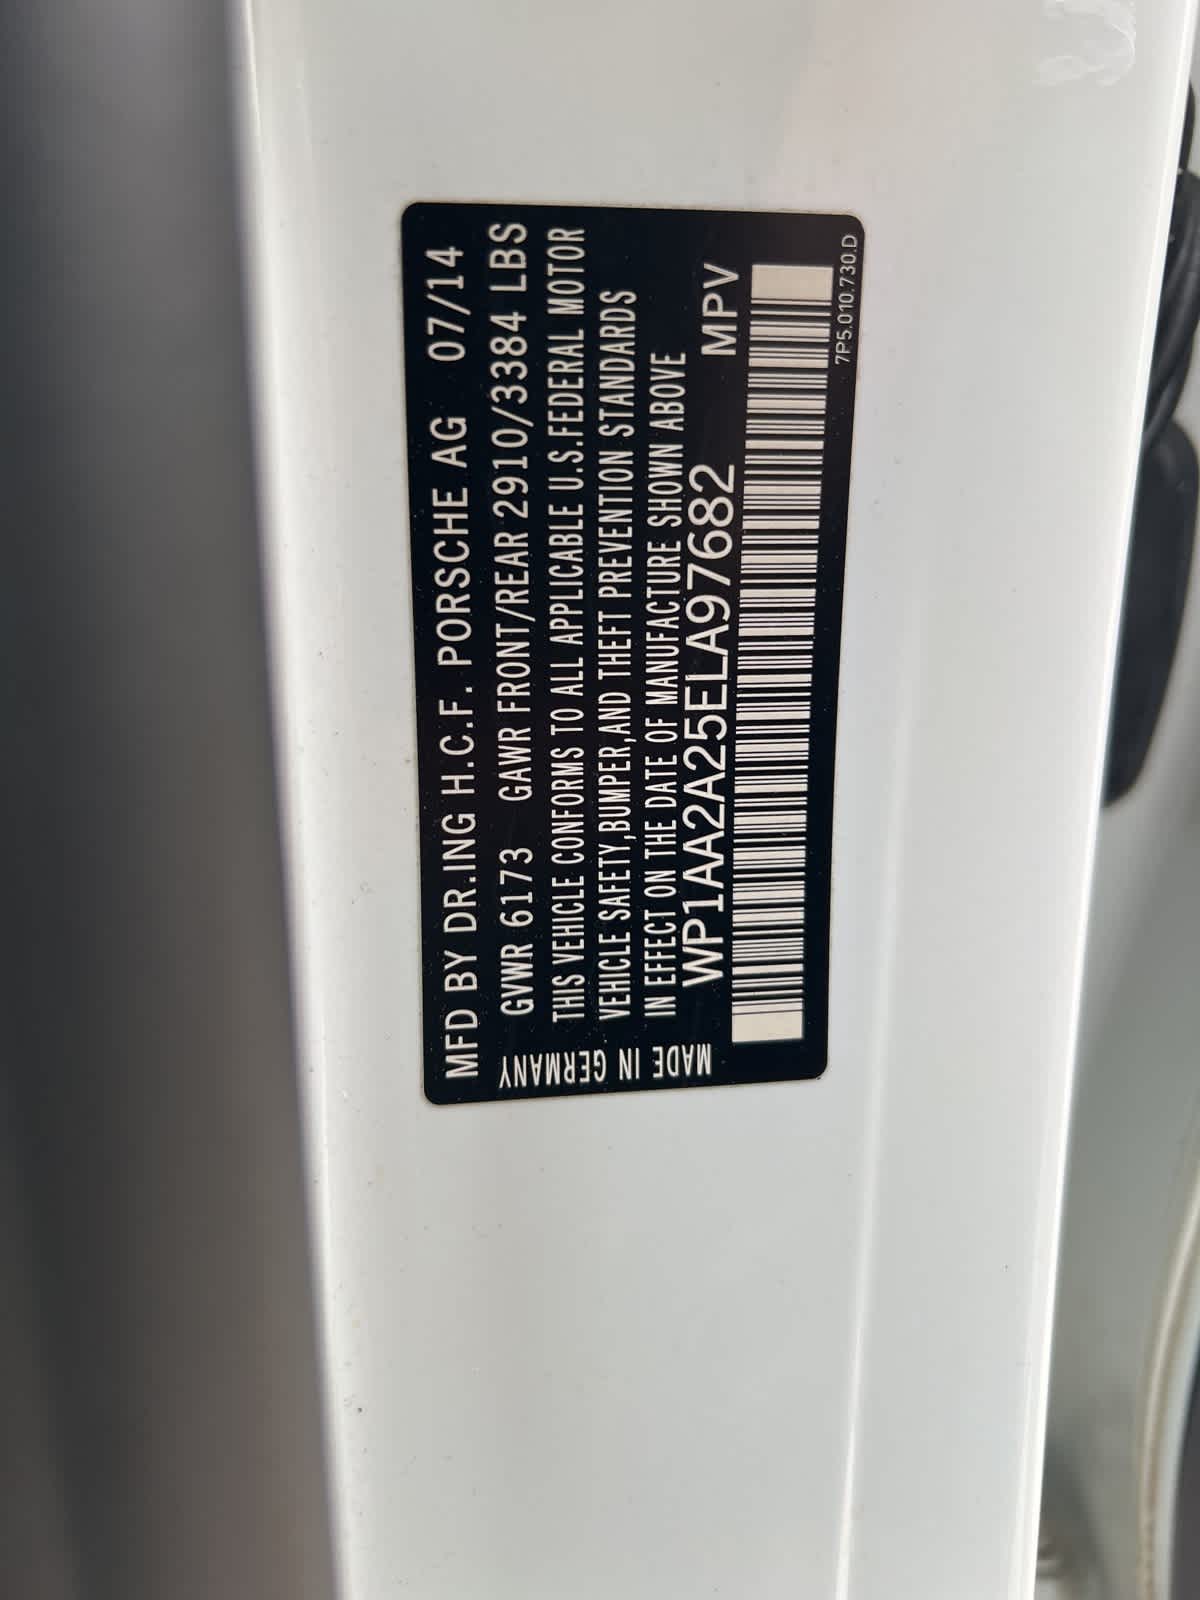 MFD BY DR.ING H.C.F. PORSCHE AG 07/14
GVWR 6173 GAWR FRONT/REAR 2910/3384 LBS
THIS VEHICLE CONFORMS TO ALL APPLICABLE U.S.FEDERAL MOTOR
VEHICLE SAFETY,BUMPER,AND THEFT PREVENTION STANDARDS
IN EFFECT ON THE DATE OF MANUFACTURE SHOWN ABOVE
WP1AA2A25ELA97682 MPV
MADE IN GERMANY
7P5.010.730.D